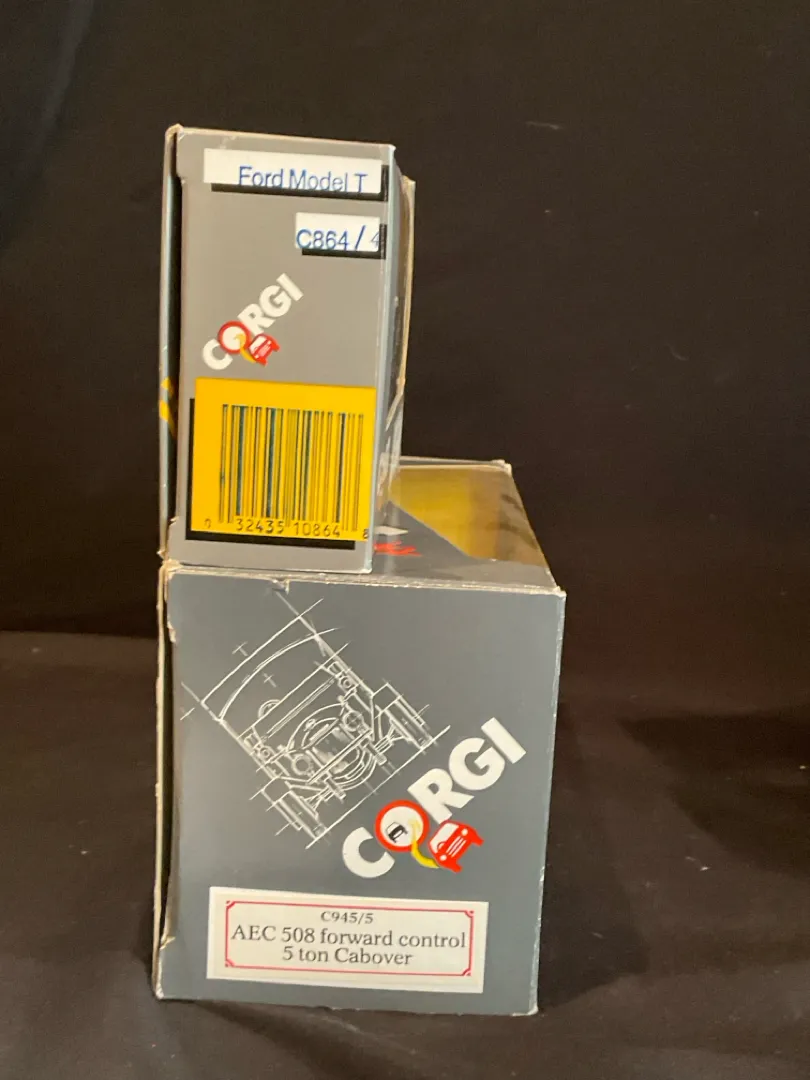 Ford Model T
C864/4
CORGI
0 32435 10864 8
CORGI
C945/5
AEC 508 forward control
5 ton Cabover